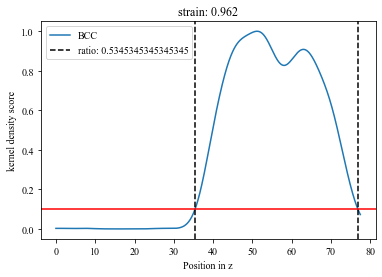 strain: 0.962
BCC
ratio: 0.5345345345345345
kernel density score
1.0
0.8
0.6
0.4
0.2
0.0
0 10 20 30 40 50 60 70 80
Position in z